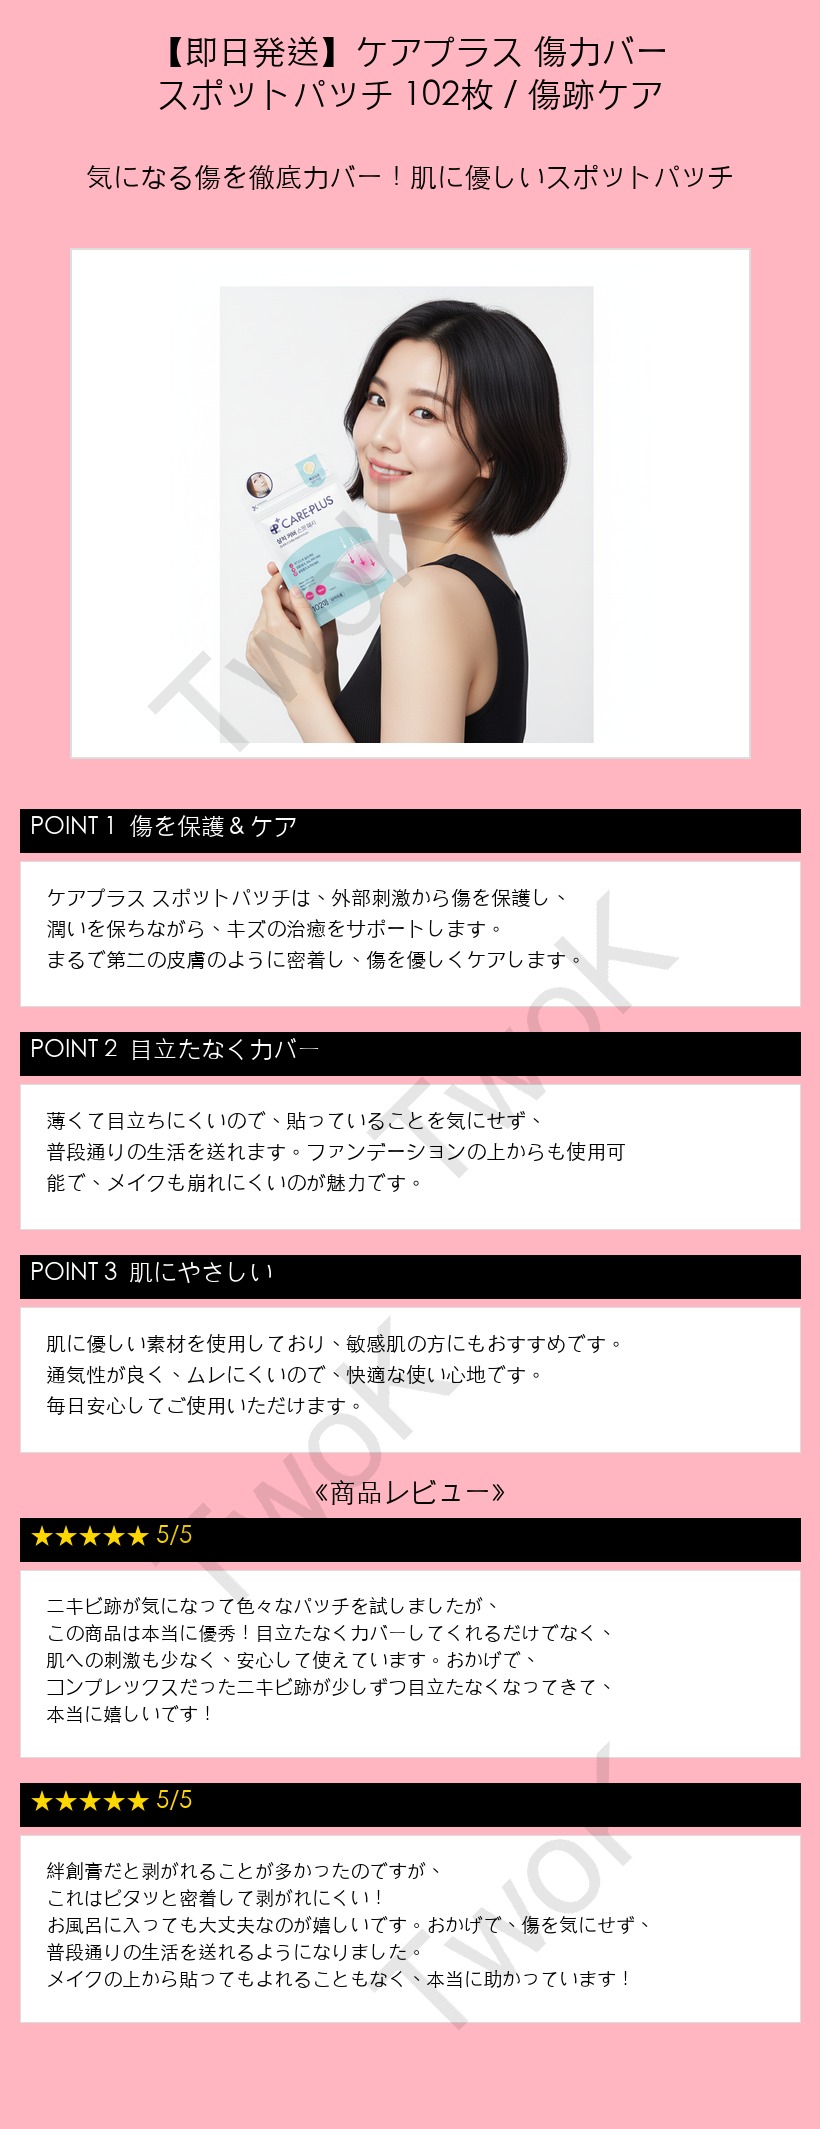 【即日発送】ケアプラス 傷カバー
スポットパッチ 102枚 / 傷跡ケア
気になる傷を徹底カバー！肌に優しいスポットパッチ
CARE+PLUS
상처 커버 스팟 패치
102매
POINT 1 傷を保護＆ケア
ケアプラス スポットパッチは、外部刺激から傷を保護し、
潤いを保ちながら、キズの治癒をサポートします。
まるで第二の皮膚のように密着し、傷を優しくケアします。
POINT 2 目立たなくカバー
薄くて目立ちにくいので、貼っていることを気にせず、
普段通りの生活を送れます。ファンデーションの上からも使用可
能で、メイクも崩れにくいのが魅力です。
POINT 3 肌にやさしい
肌に優しい素材を使用しており、敏感肌の方にもおすすめです。
通気性が良く、ムレにくいので、快適な使い心地です。
毎日安心してご使用いただけます。
《商品レビュー》
★★★★★ 5/5
ニキビ跡が気になって色々なパッチを試しましたが、
この商品は本当に優秀！目立たなくカバーしてくれるだけでなく、
肌への刺激も少なく、安心して使えています。おかげで、
コンプレックスだったニキビ跡が少しずつ目立たなくなってきて、
本当に嬉しいです！
★★★★★ 5/5
絆創膏だと剥がれることが多かったのですが、
これはピタッと密着して剥がれにくい！
お風呂に入っても大丈夫なのが嬉しいです。おかげで、傷を気にせず、
普段通りの生活を送れるようになりました。
メイクの上から貼ってもよれることもなく、本当に助かっています！
TwoK
TwoK
TwoK
TwoK